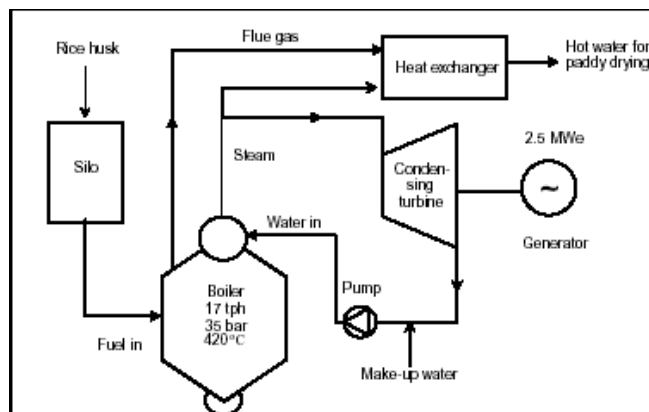 Flue gas
Rice husk
Heat exchanger
Hot water for
paddy drying
Silo
Steam
Conden-
sing
turbine
2.5 MWe
~
Generator
Water in
Boiler
17 tph
35 bar
420°C
Pump
Fuel in
Make-up water